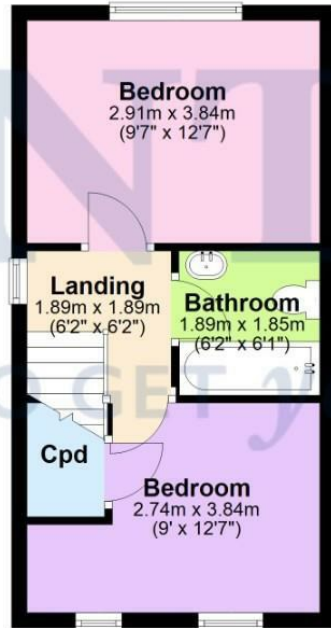 Bedroom
2.91m x 3.84m
(9'7" x 12'7")
Landing
1.89m x 1.89m
(6'2" x 6'2")
Bathroom
1.89m x 1.85m
(6'2" x 6'1")
O GET y
Cpd
Bedroom
2.74m x 3.84m
(9' x 12'7")